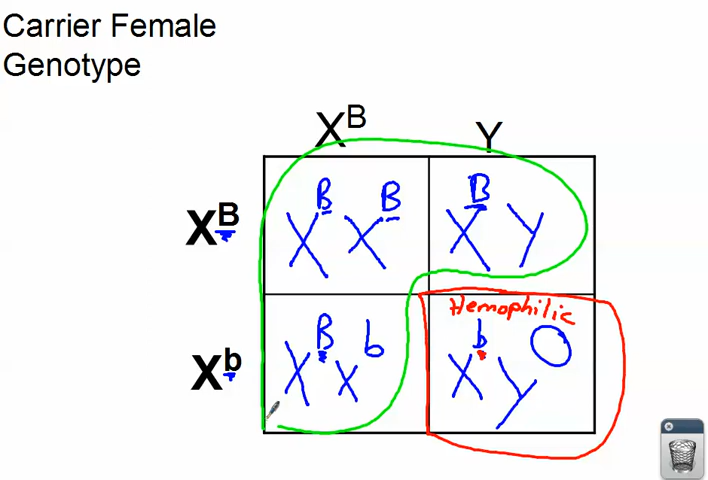 Carrier Female
Genotype
X^B Y
X^B X^B X^B X^B Y
Hemophilic
X^b X^B X^b X^b Y